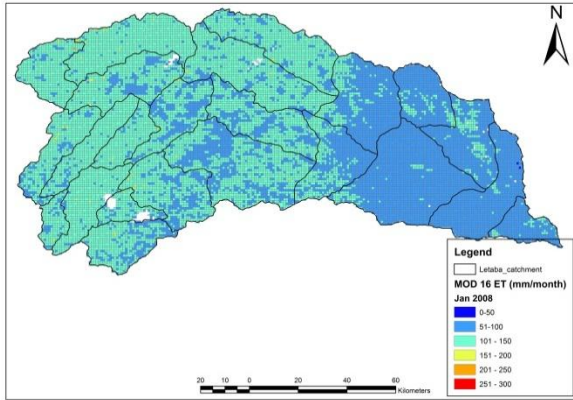 N
Legend
Letaba_catchment
MOD 16 ET (mm/month)
Jan 2008
0-50
51-100
101 - 150
151 - 200
201 - 250
251 - 300
20 10 0 20 40 60
Kilometers